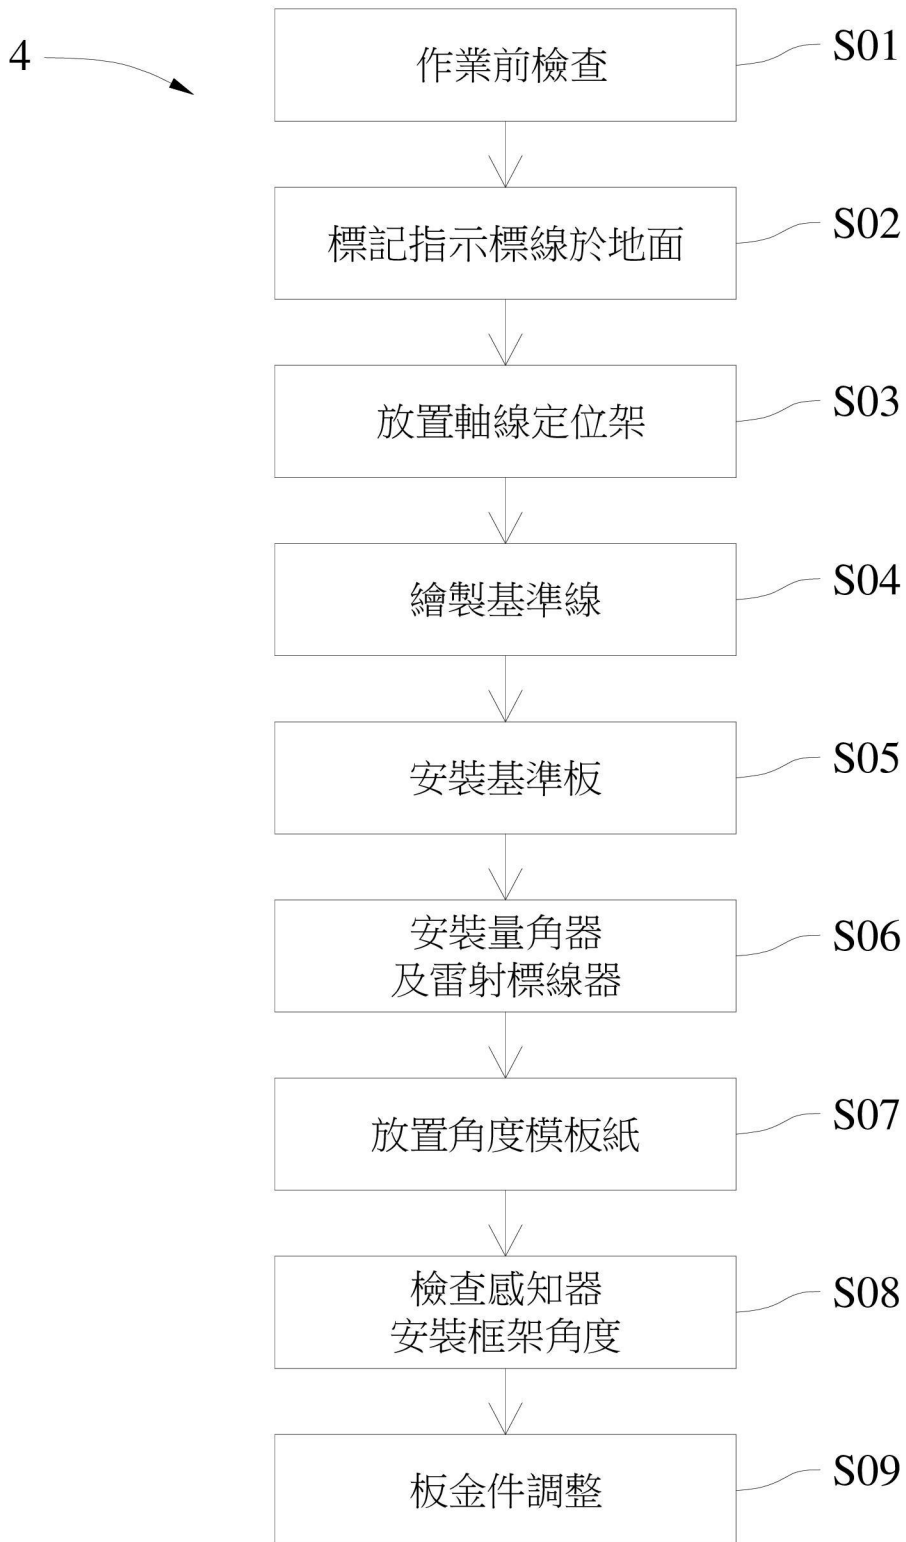 4
作業前檢查
S01
標記指示標線於地面
S02
放置軸線定位架
S03
繪製基準線
S04
安裝基準板
S05
安裝量角器
及雷射標線器
S06
放置角度模板紙
S07
檢查感知器
安裝框架角度
S08
板金件調整
S09